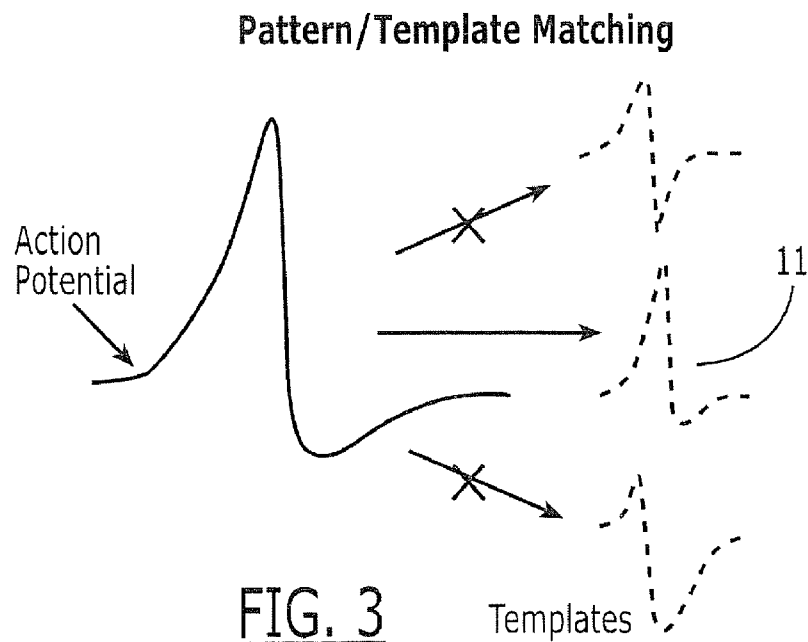 Pattern/Template Matching
Action
Potential
11
FIG. 3
Templates